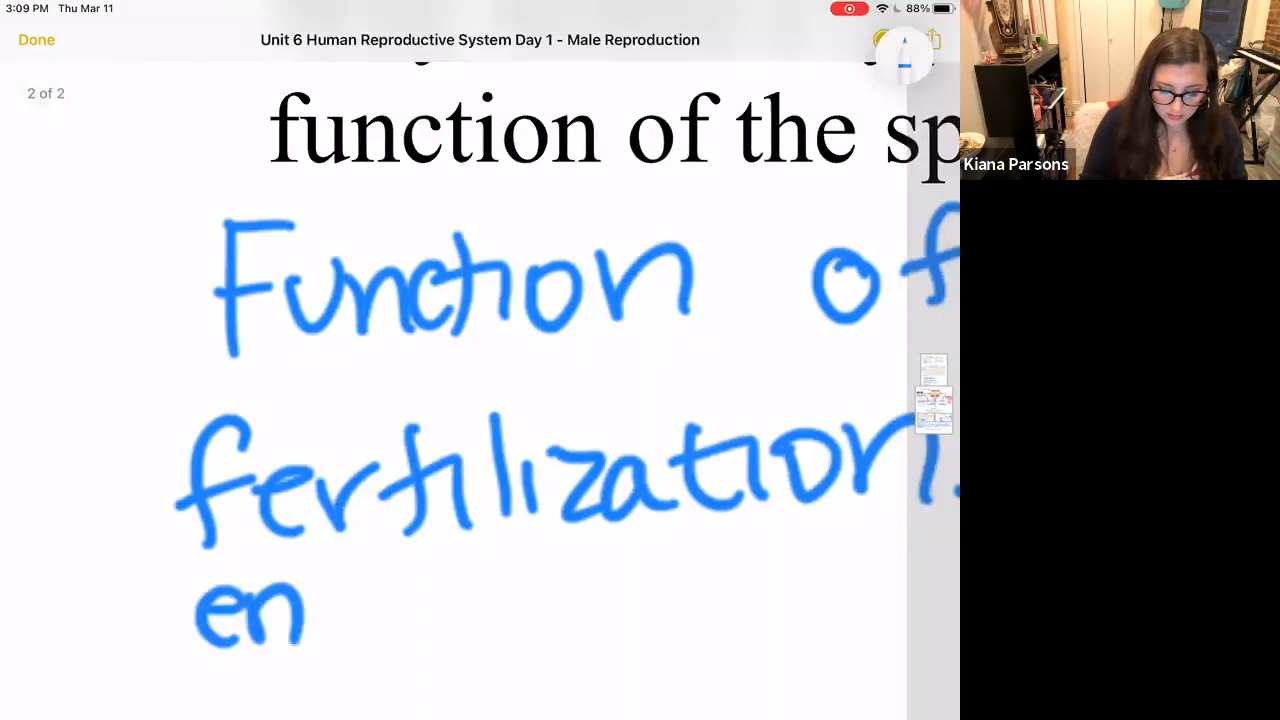 3:09 PM Thu Mar 11
88%
Done
Unit 6 Human Reproductive System Day 1 - Male Reproduction
2 of 2
function of the sp
Function of
fertilization.
en
Kiana Parsons